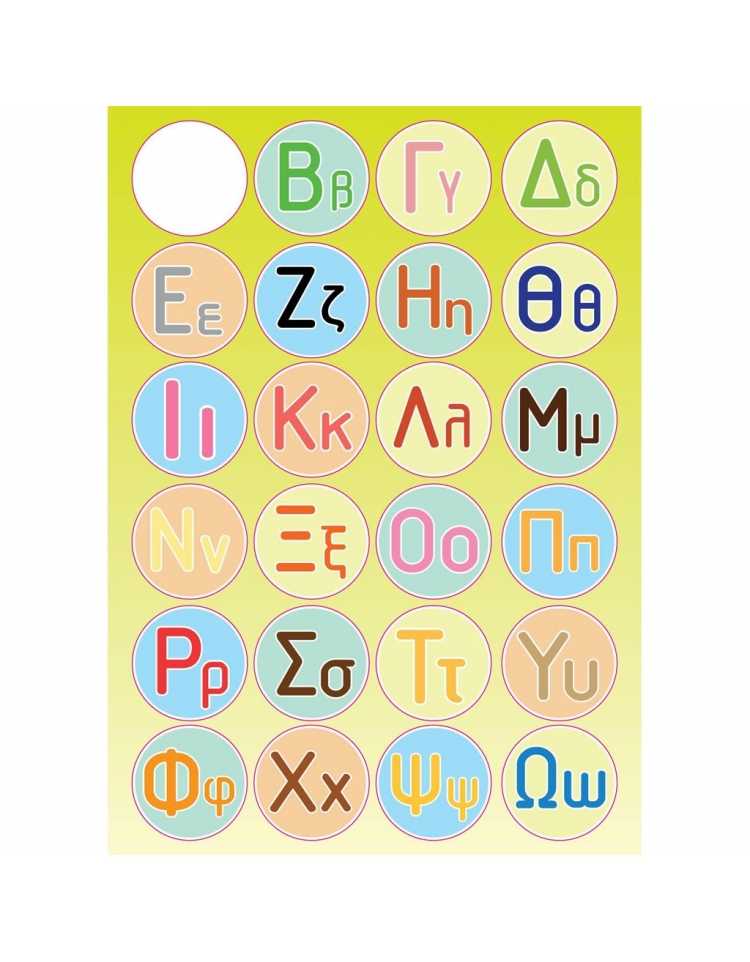 Ββ Γγ Δδ
Εε Ζζ Ηη Θθ
Ιι Κκ Λλ Μμ
Νν Ξξ Οο Ππ
Ρρ Σσ Ττ Υυ
Φφ Χχ Ψψ Ωω